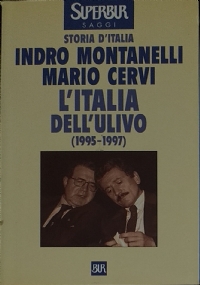 SUPERBUR
SAGGI
STORIA D'ITALIA
INDRO MONTANELLI
MARIO CERVI
L'ITALIA
DELL'ULIVO
(1995-1997)
BUR